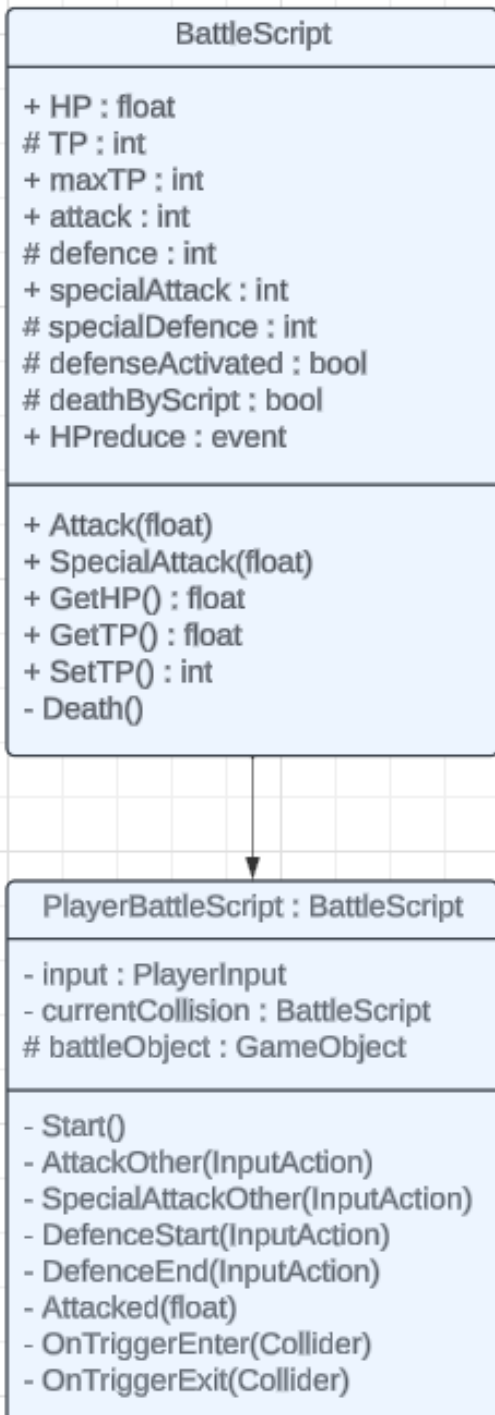 BattleScript
+ HP : float
# TP : int
+ maxTP : int
+ attack : int
# defence : int
+ specialAttack : int
# specialDefence : int
# defenseActivated : bool
# deathByScript : bool
+ HPreduce : event
+ Attack(float)
+ SpecialAttack(float)
+ GetHP() : float
+ GetTP() : float
+ SetTP() : int
- Death()
PlayerBattleScript : BattleScript
- input : PlayerInput
- currentCollision : BattleScript
# battleObject : GameObject
- Start()
- AttackOther(InputAction)
- SpecialAttackOther(InputAction)
- DefenceStart(InputAction)
- DefenceEnd(InputAction)
- Attacked(float)
- OnTriggerEnter(Collider)
- OnTriggerExit(Collider)